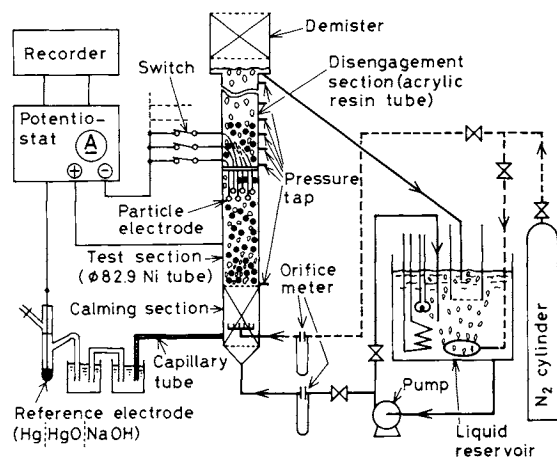 Demister
Recorder
Switch
Disengagement
section(acrylic
resin tube)
Potentio-
stat
A
+
−
Particle
electrode
Pressure
tap
Test section
(ϕ82.9 Ni tube)
Orifice
meter
Calming section
Capillary
tube
Pump
Reference electrode
(Hg¦HgO¦NaOH)
Liquid
reservoir
N₂ cylinder